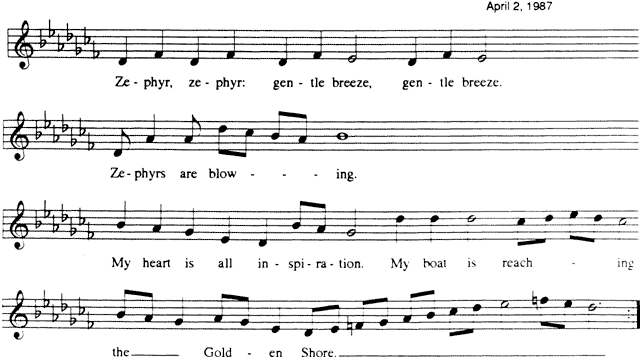 April 2, 1987
Ze - phyr, ze - phyr: gen - tle breeze, gen - tle breeze.
Ze - phyrs are blow - - - ing.
My heart is all in - spi - ra - tion. My boat is reach - ing
the Gold - en Shore.